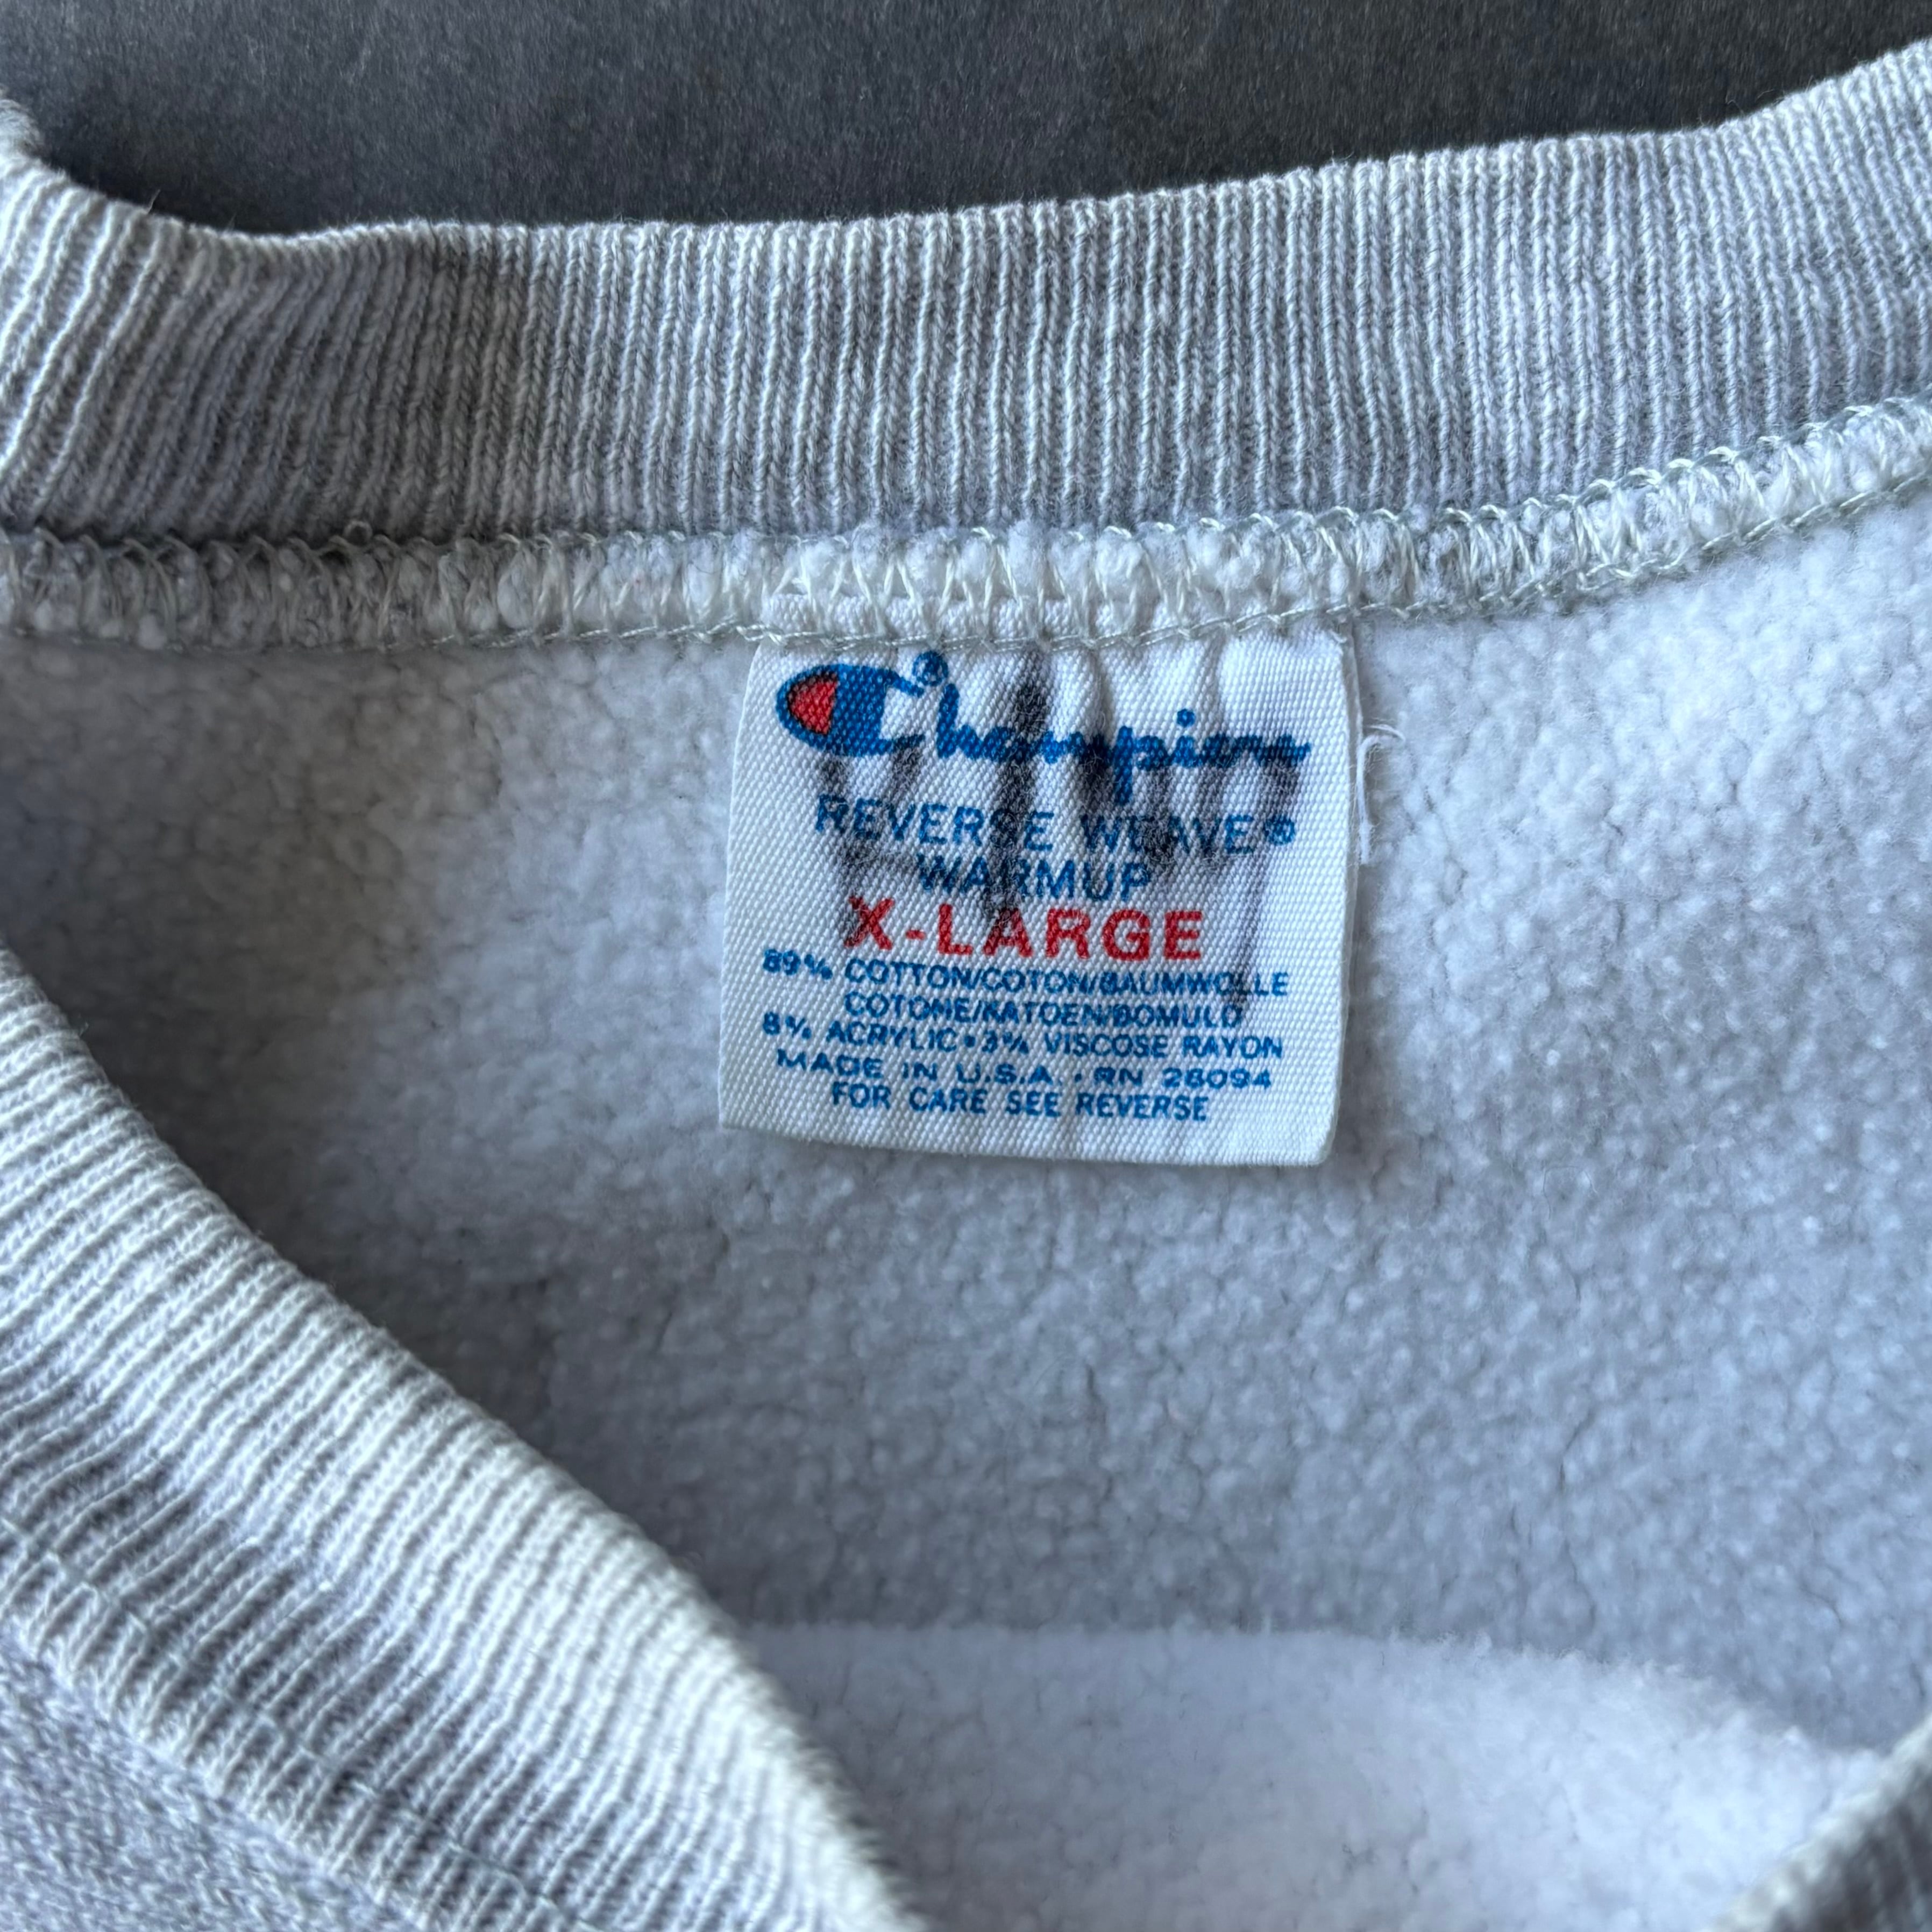 Champion®
REVERSE WEAVE®
WARMUP
X-LARGE
89% COTTON/COTON/BAUMWOLLE
COTONE/KATOEN/BOMULD
8% ACRYLIC • 3% VISCOSE RAYON
MADE IN U.S.A. • RN 26094
FOR CARE SEE REVERSE